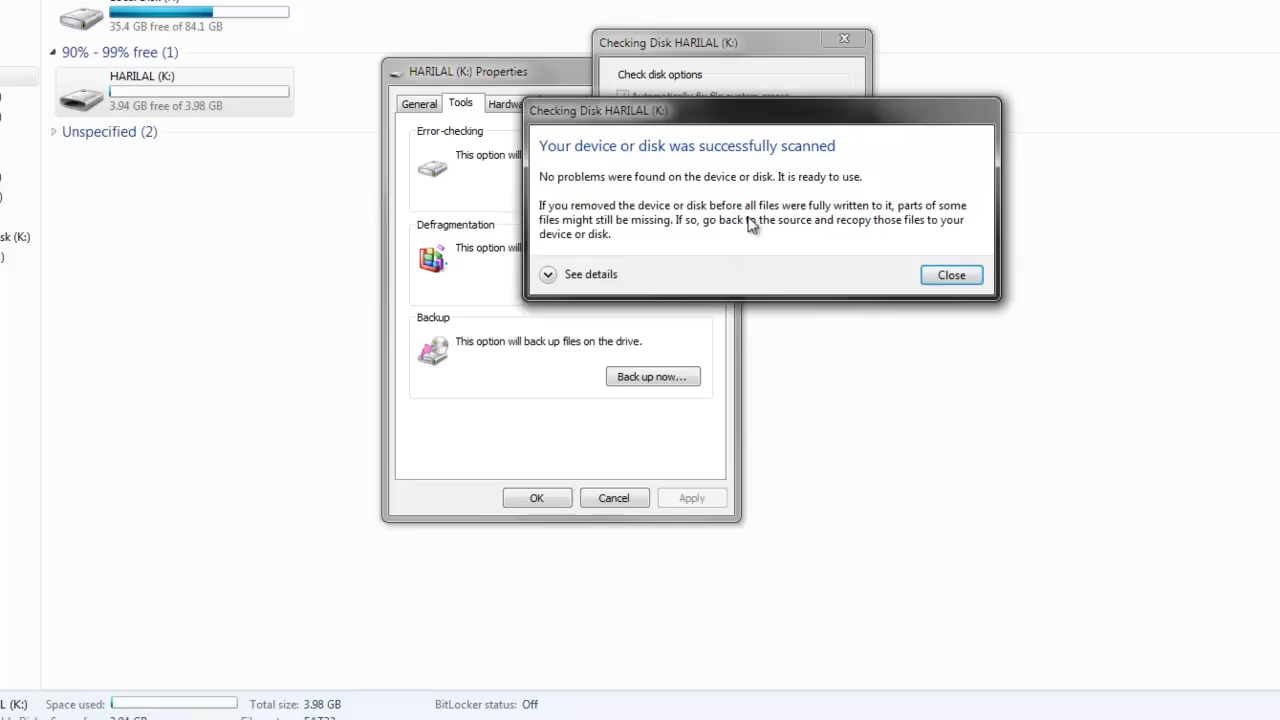 35.4 GB free of 84.1 GB
90% - 99% free (1)
HARILAL (K:)
3.94 GB free of 3.98 GB
Unspecified (2)
sk (K:)
HARILAL (K:) Properties
General
Tools
Hardwa
Error-checking
This option will
Defragmentation
This option will
Backup
This option will back up files on the drive.
Back up now...
OK
Cancel
Apply
Checking Disk HARILAL (K:)
Check disk options
Automatically fix file system errors
Checking Disk HARILAL (K:)
Your device or disk was successfully scanned
No problems were found on the device or disk. It is ready to use.
If you removed the device or disk before all files were fully written to it, parts of some
files might still be missing. If so, go back to the source and recopy those files to your
device or disk.
See details
Close
L (K:)
Space used:
Total size: 3.98 GB
BitLocker status: Off